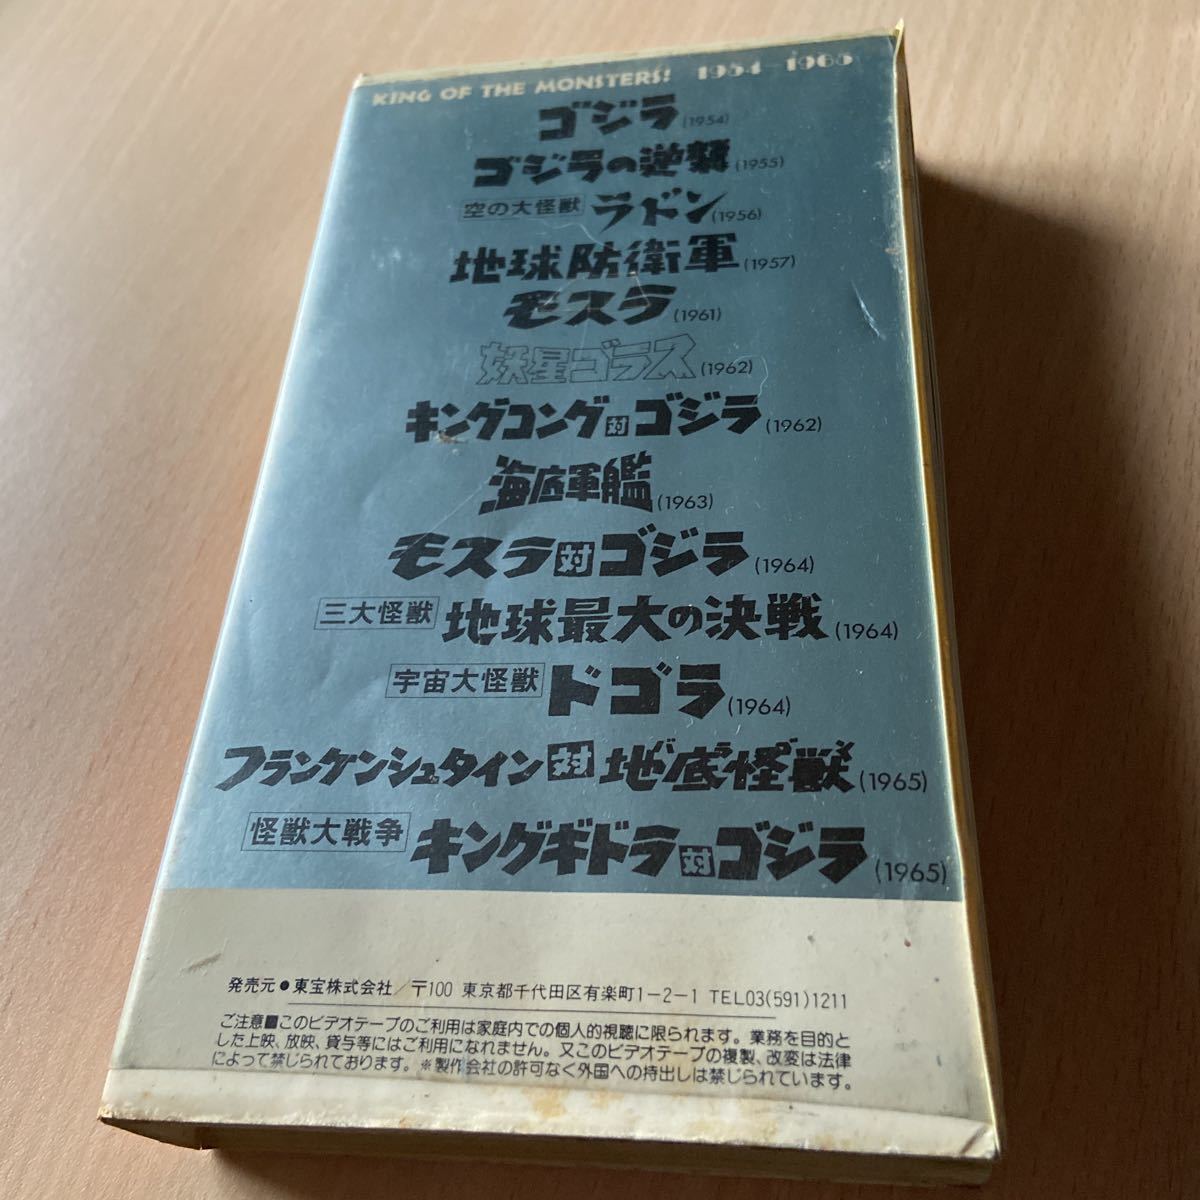 KING OF THE MONSTERS! 1954–1965
ゴジラ(1954)
ゴジラの逆襲(1955)
空の大怪獣 ラドン(1956)
地球防衛軍(1957)
モスラ(1961)
妖星ゴラス(1962)
キングコング対ゴジラ(1962)
海底軍艦(1963)
モスラ対ゴジラ(1964)
三大怪獣 地球最大の決戦(1964)
宇宙大怪獣 ドゴラ(1964)
フランケンシュタイン対地底怪獣(1965)
怪獣大戦争 キングギドラ対ゴジラ(1965)
発売元●東宝株式会社/〒100 東京都千代田区有楽町1-2-1 TEL03(591)1211
ご注意■このビデオテープのご利用は家庭内での個人的視聴に限られます。業務を目的と
した上映、放映、貸与等にはご利用になれません。又このビデオテープの複製、改変は法律
によって禁じられております。※製作会社の許可なく外国への持出しは禁じられています。